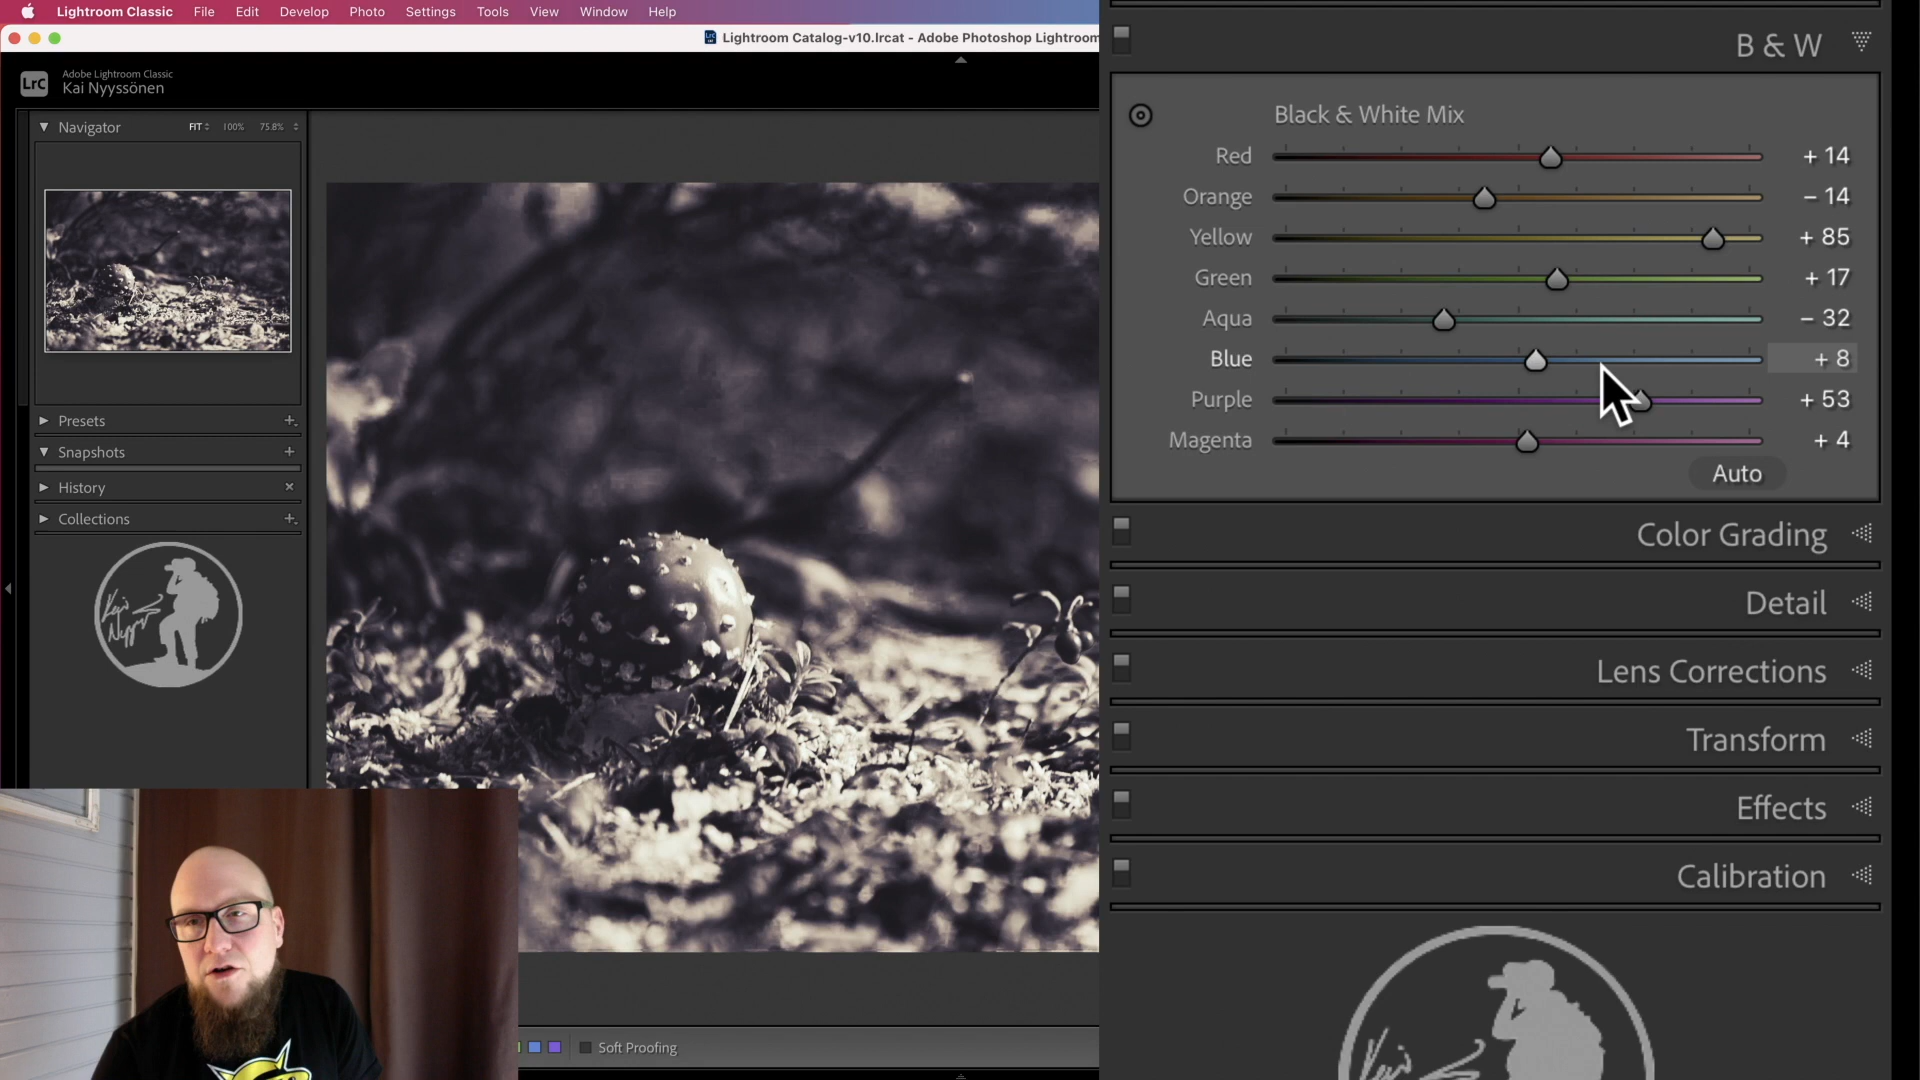 Lightroom Classic File Edit Develop Photo Settings Tools View Window Help
Lightroom Catalog-v10.lrcat - Adobe Photoshop Lightroom
LrC
Adobe Lightroom Classic
Kai Nyyssönen
Navigator FIT 100% 75.8%
Presets
Snapshots
History
Collections
Soft Proofing
B & W
Black & White Mix
Red + 14
Orange − 14
Yellow + 85
Green + 17
Aqua − 32
Blue + 8
Purple + 53
Magenta + 4
Auto
Color Grading
Detail
Lens Corrections
Transform
Effects
Calibration